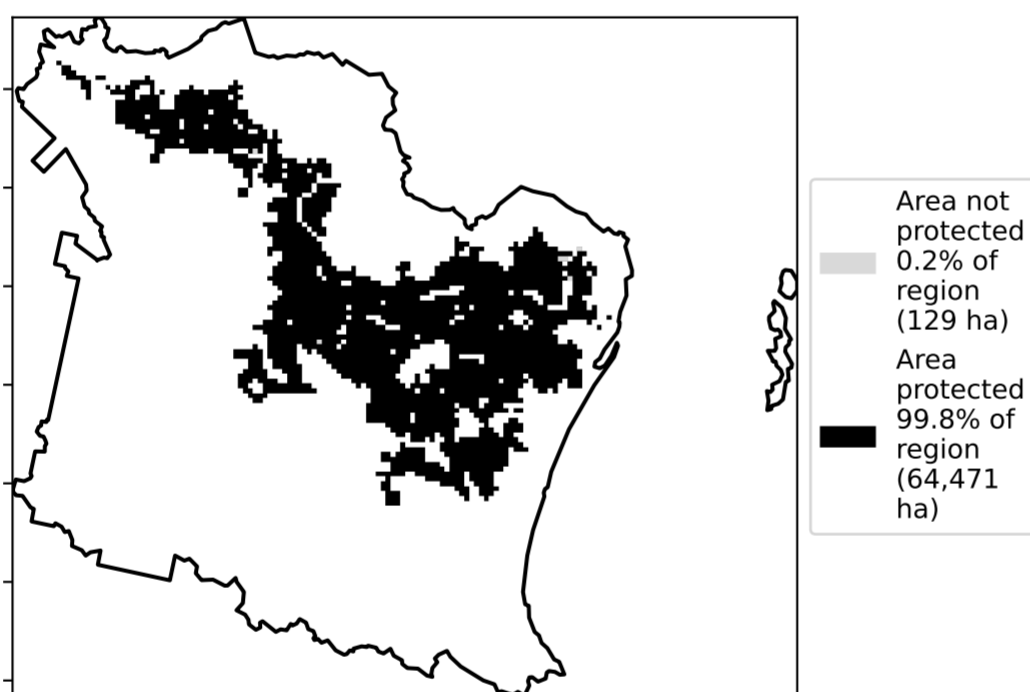 Area not
protected
0.2% of
region
(129 ha)
Area
protected
99.8% of
region
(64,471
ha)